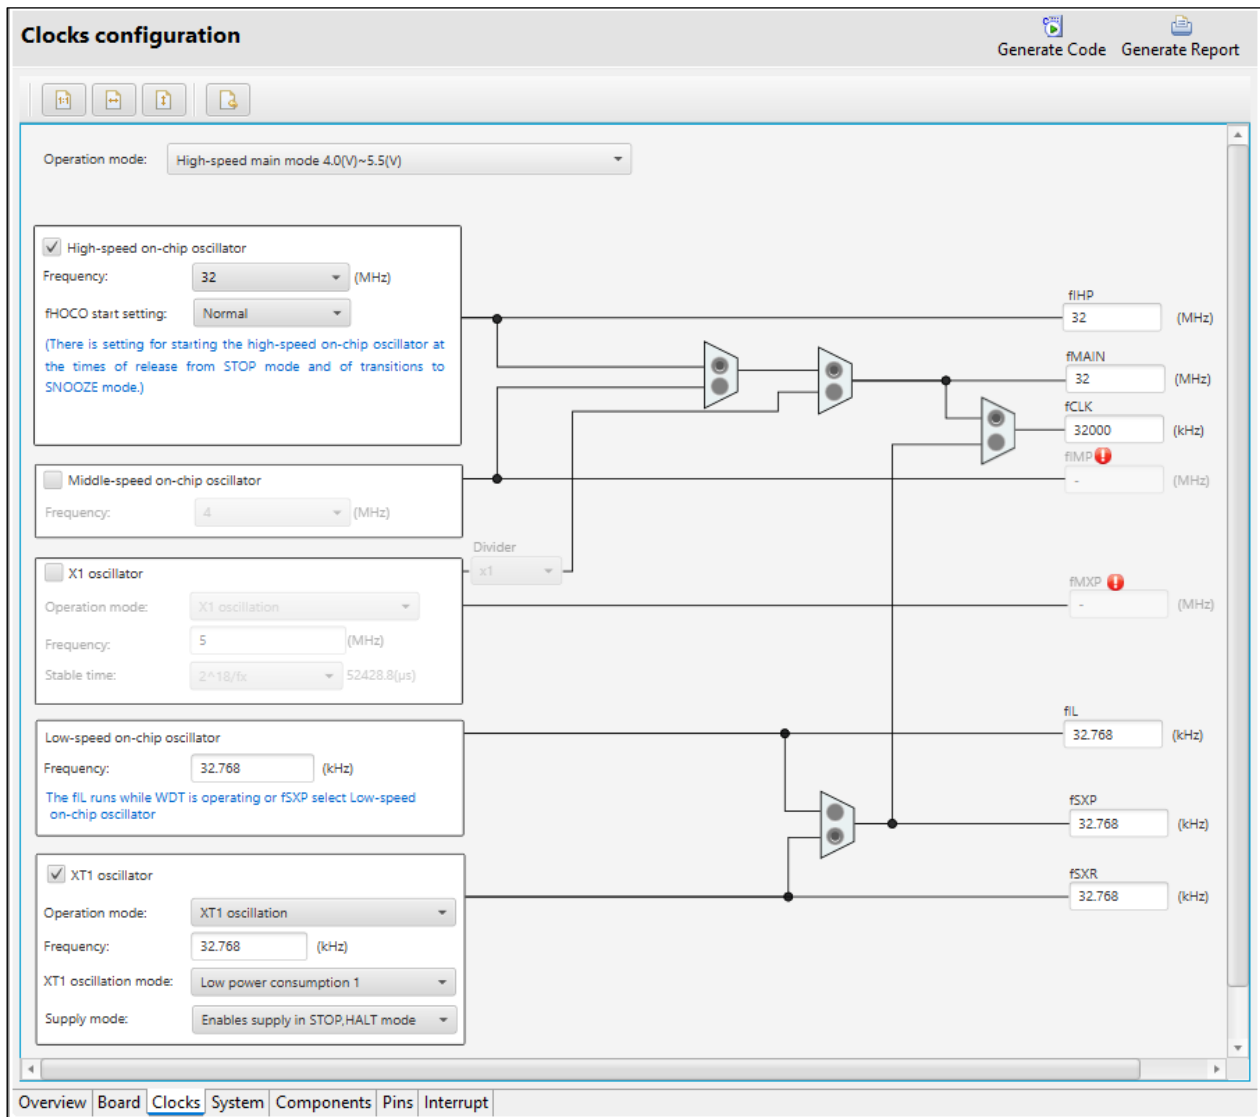 Clocks configuration
Generate Code Generate Report
1:1
Operation mode: High-speed main mode 4.0(V)~5.5(V)
High-speed on-chip oscillator
Frequency: 32 (MHz)
fHOCO start setting: Normal
(There is setting for starting the high-speed on-chip oscillator at
the times of release from STOP mode and of transitions to
SNOOZE mode.)
fIHP
32 (MHz)
fMAIN
32 (MHz)
fCLK
32000 (kHz)
fIMP
- (MHz)
Middle-speed on-chip oscillator
Frequency: 4 (MHz)
Divider
x1
X1 oscillator
Operation mode: X1 oscillation
Frequency: 5 (MHz)
Stable time: 2^18/fx 52428.8(μs)
fMXP
- (MHz)
Low-speed on-chip oscillator
Frequency: 32.768 (kHz)
The fIL runs while WDT is operating or fSXP select Low-speed
on-chip oscillator
fIL
32.768 (kHz)
fSXP
32.768 (kHz)
fSXR
32.768 (kHz)
XT1 oscillator
Operation mode: XT1 oscillation
Frequency: 32.768 (kHz)
XT1 oscillation mode: Low power consumption 1
Supply mode: Enables supply in STOP,HALT mode
Overview Board Clocks System Components Pins Interrupt